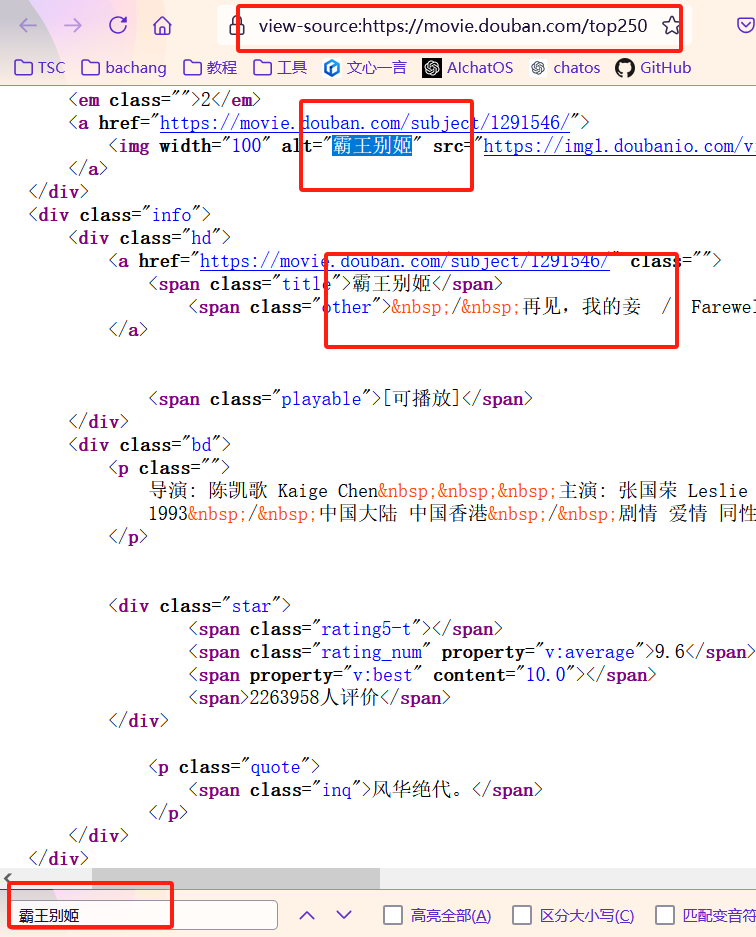 view-source:https://movie.douban.com/top250
TSC bachang 教程 工具 文心一言 AIchatOS chatos GitHub
<em class="">2</em>
<a href="https://movie.douban.com/subject/1291546/">
<img width="100" alt="霸王别姬" src="https://img1.doubanio.com/v
</a>
</div>
<div class="info">
<div class="hd">
<a href="https://movie.douban.com/subject/1291546/" class="">
<span class="title">霸王别姬</span>
<span class="other">&nbsp;/&nbsp;再见，我的妾  /  Farewel
</a>
<span class="playable">[可播放]</span>
</div>
<div class="bd">
<p class="">
导演: 陈凯歌 Kaige Chen&nbsp;&nbsp;&nbsp;主演: 张国荣 Leslie
1993&nbsp;/&nbsp;中国大陆 中国香港&nbsp;/&nbsp;剧情 爱情 同性
</p>
<div class="star">
<span class="rating5-t"></span>
<span class="rating_num" property="v:average">9.6</span>
<span property="v:best" content="10.0"></span>
<span>2263958人评价</span>
</div>
<p class="quote">
<span class="inq">风华绝代。</span>
</p>
</div>
</div>
霸王别姬 高亮全部(A) 区分大小写(C) 匹配变音符